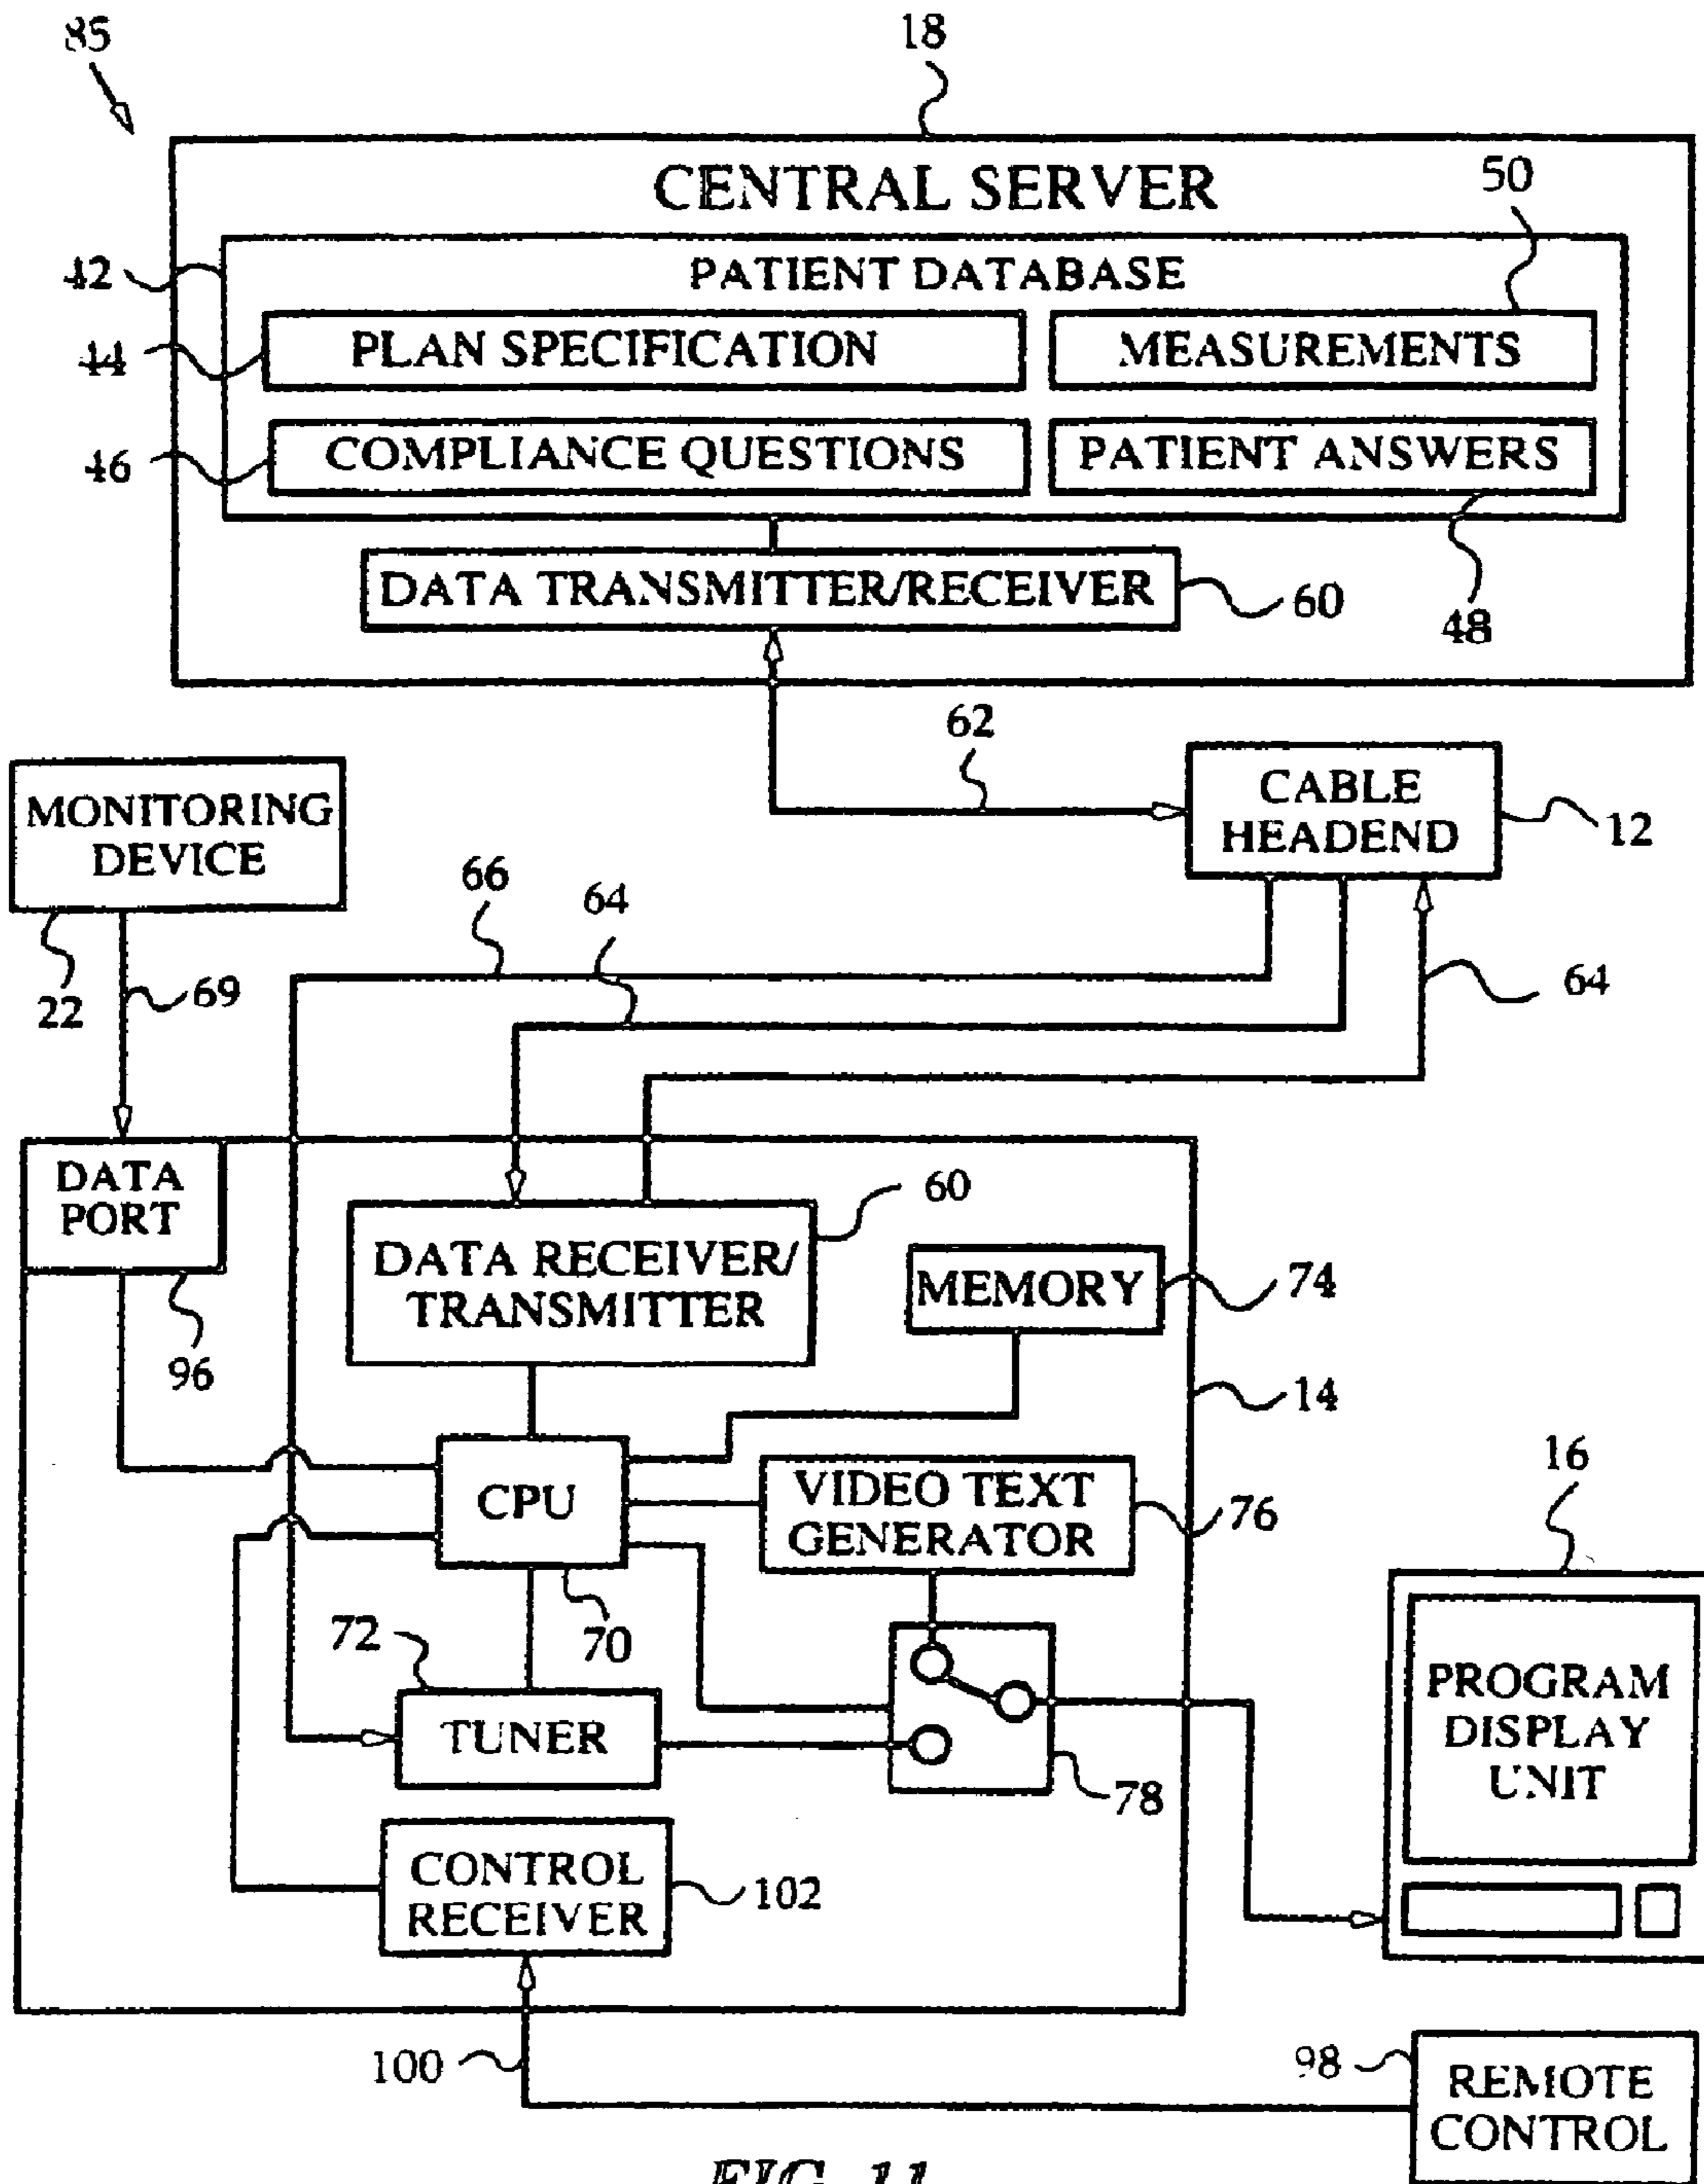 85
18
CENTRAL SERVER
50
42
PATIENT DATABASE
44
PLAN SPECIFICATION
MEASUREMENTS
46
COMPLIANCE QUESTIONS
PATIENT ANSWERS
DATA TRANSMITTER/RECEIVER
60
48
62
MONITORING
DEVICE
CABLE
HEADEND
12
66
64
22
69
64
DATA
PORT
60
DATA RECEIVER/
TRANSMITTER
MEMORY
74
96
14
CPU
VIDEO TEXT
GENERATOR
76
16
72
70
TUNER
78
PROGRAM
DISPLAY
UNIT
CONTROL
RECEIVER
102
100
98
REMOTE
CONTROL
FIG. 11